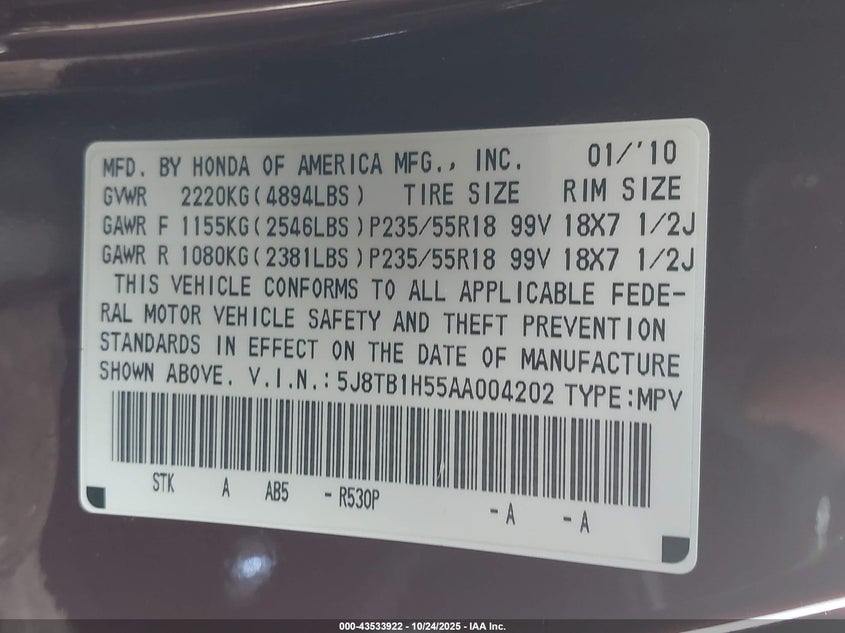 MFD. BY HONDA OF AMERICA MFG., INC. 01/'10
GVWR 2220KG(4894LBS) TIRE SIZE RIM SIZE
GAWR F 1155KG(2546LBS)P235/55R18 99V 18X7 1/2J
GAWR R 1080KG(2381LBS)P235/55R18 99V 18X7 1/2J
THIS VEHICLE CONFORMS TO ALL APPLICABLE FEDE-
RAL MOTOR VEHICLE SAFETY AND THEFT PREVENTION
STANDARDS IN EFFECT ON THE DATE OF MANUFACTURE
SHOWN ABOVE. V.I.N.:5J8TB1H55AA004202 TYPE:MPV
STK A AB5 -R530P -A -A
000-43533922 - 10/24/2025 - IAA Inc.